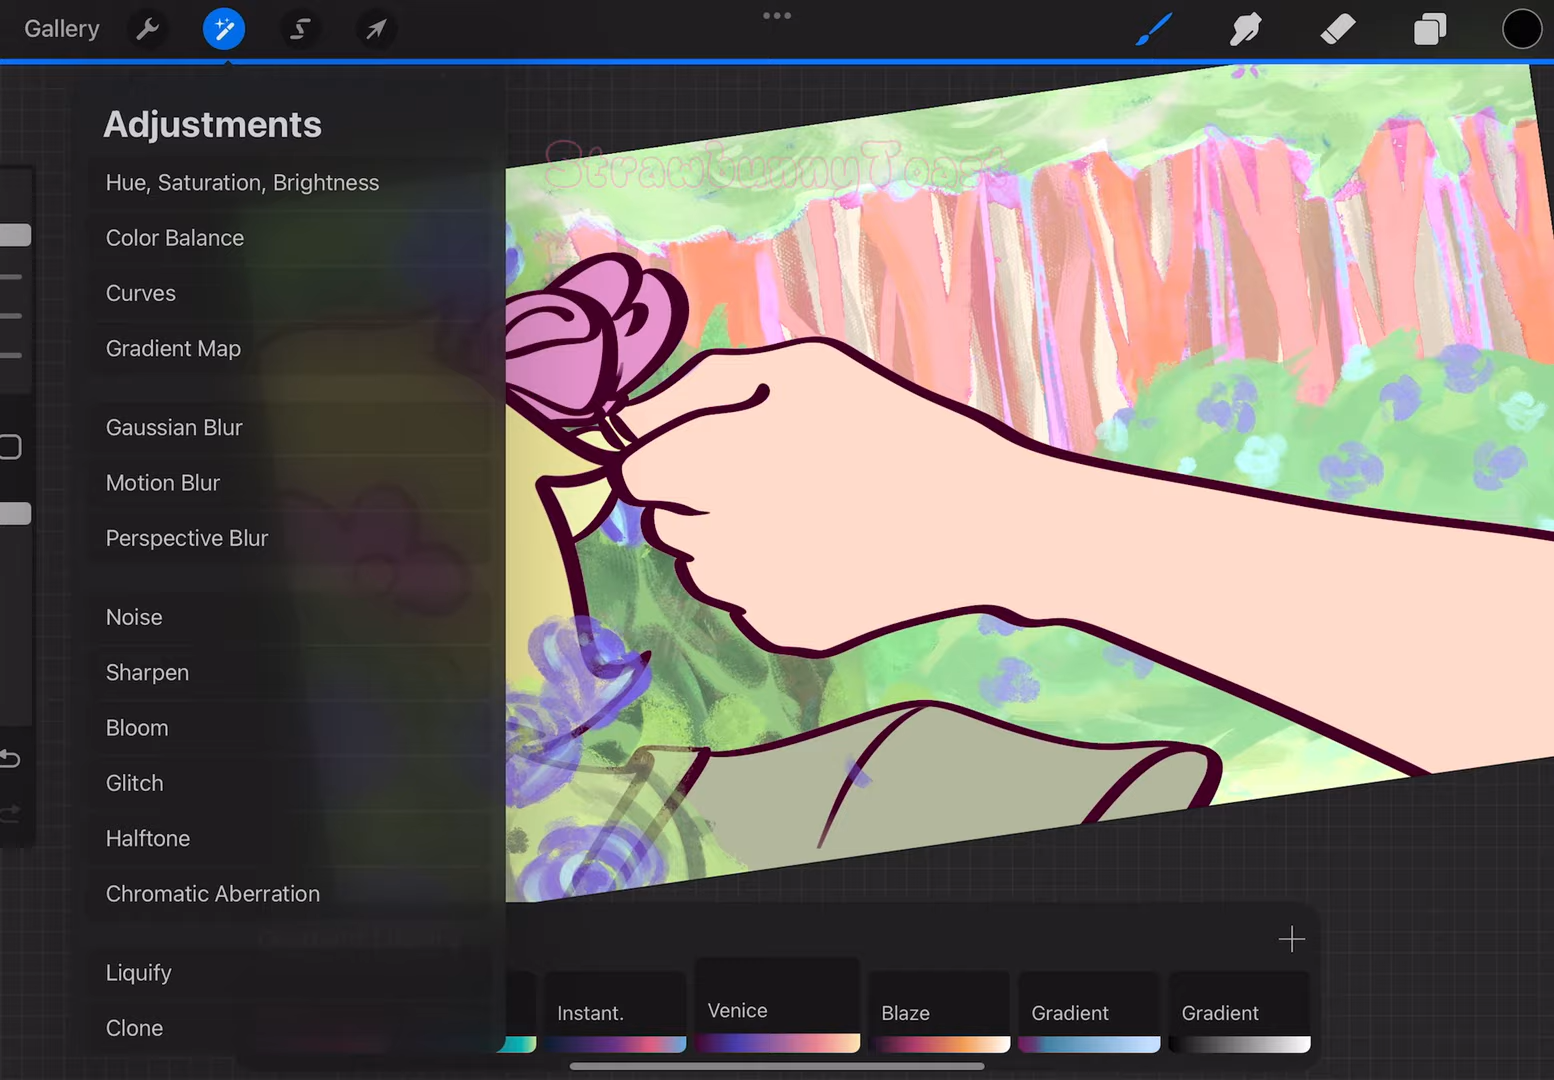 Gallery
Adjustments
Hue, Saturation, Brightness
Color Balance
Curves
Gradient Map
Gaussian Blur
Motion Blur
Perspective Blur
Noise
Sharpen
Bloom
Glitch
Halftone
Chromatic Aberration
Liquify
Clone
StrawbunnyToast
Instant.
Venice
Blaze
Gradient
Gradient